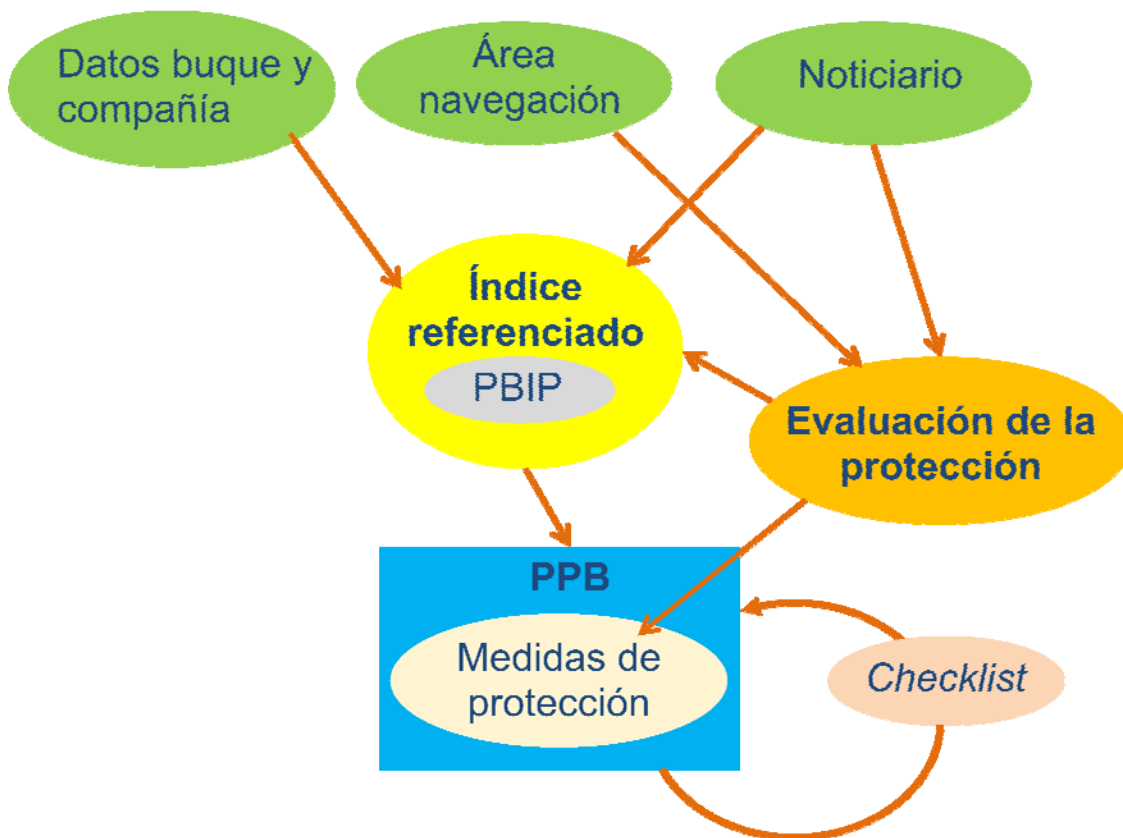 Datos buque y
compañía
Área
navegación
Noticiario
Índice
referenciado
PBIP
Evaluación de la
protección
PPB
Medidas de
protección
Checklist